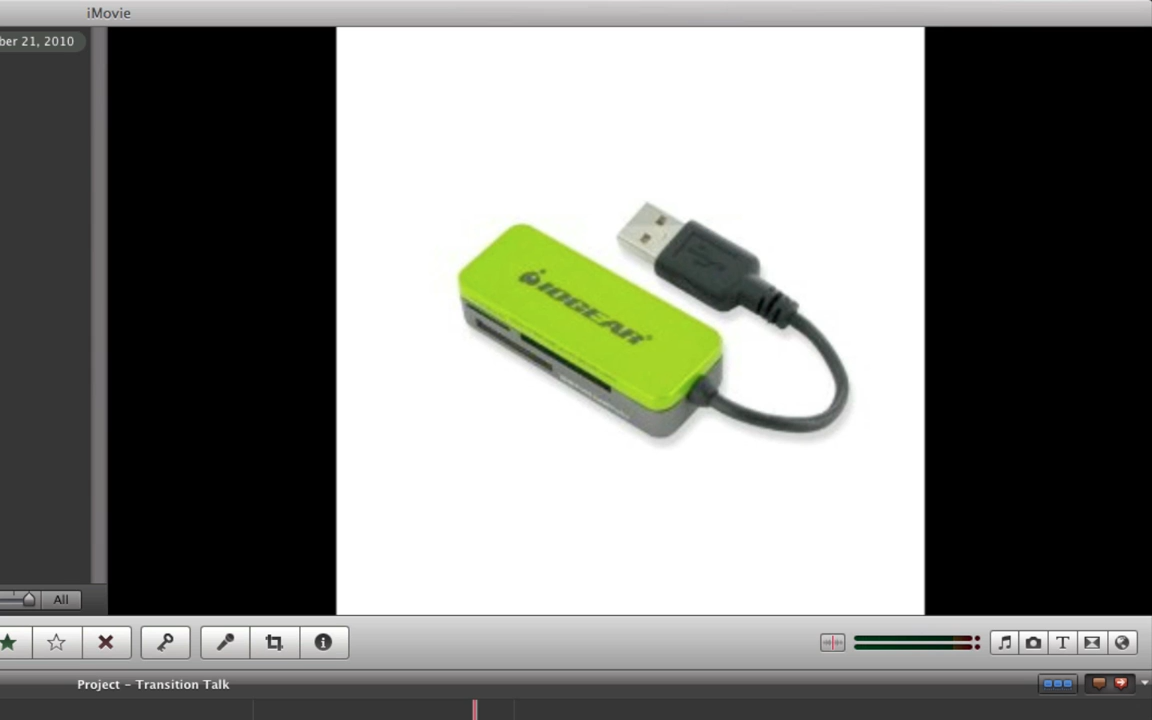 iMovie
ber 21, 2010
IOGEAR
All
Project - Transition Talk